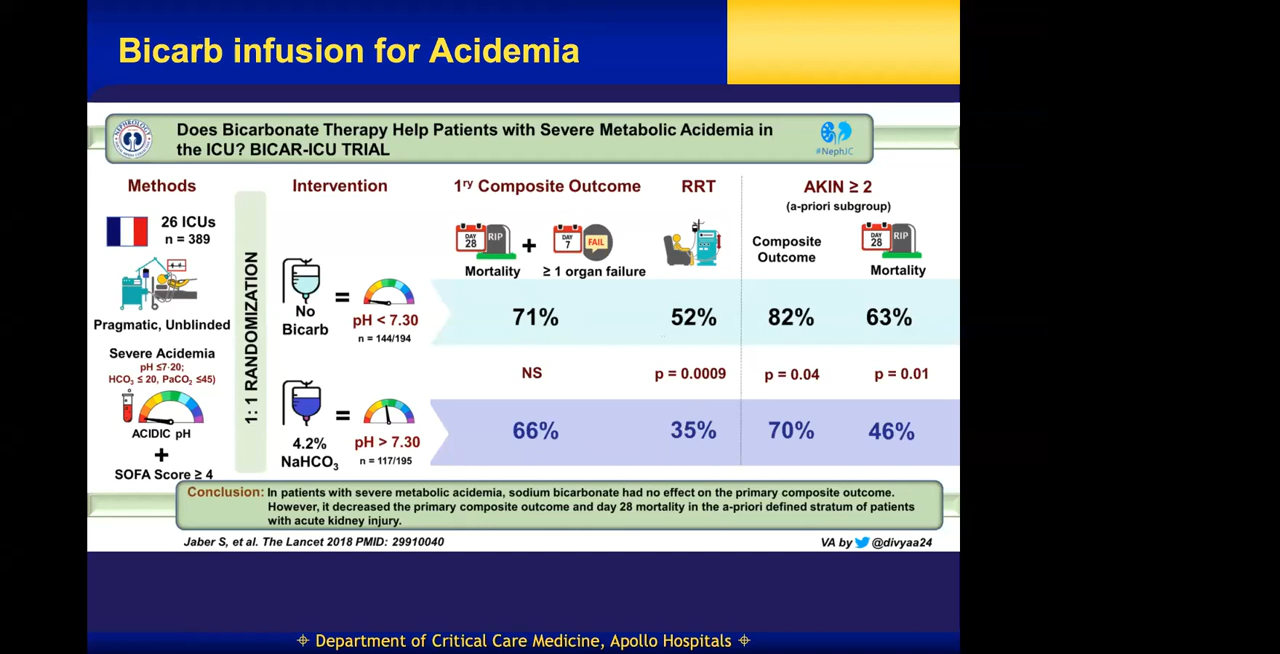 Bicarb infusion for Acidemia
Does Bicarbonate Therapy Help Patients with Severe Metabolic Acidemia in
the ICU? BICAR-ICU TRIAL
#NephJC
Methods
26 ICUs
n = 389
Pragmatic, Unblinded
Severe Acidemia
pH ≤7·20;
HCO₃ ≤ 20, PaCO₂ ≤45)
ACIDIC pH
+
SOFA Score ≥ 4
1: 1 RANDOMIZATION
Intervention
No
Bicarb
=
pH < 7.30
n = 144/194
4.2%
NaHCO₃
=
pH > 7.30
n = 117/195
1ʳʸ Composite Outcome
DAY
28
RIP
+
DAY
7
FAIL
Mortality
≥ 1 organ failure
71%
NS
66%
RRT
52%
p = 0.0009
35%
AKIN ≥ 2
(a-priori subgroup)
Composite
Outcome
DAY
28
RIP
Mortality
82%
63%
p = 0.04
p = 0.01
70%
46%
Conclusion: In patients with severe metabolic acidemia, sodium bicarbonate had no effect on the primary composite outcome.
However, it decreased the primary composite outcome and day 28 mortality in the a-priori defined stratum of patients
with acute kidney injury.
Jaber S, et al. The Lancet 2018 PMID: 29910040
VA by @divyaa24
Department of Critical Care Medicine, Apollo Hospitals